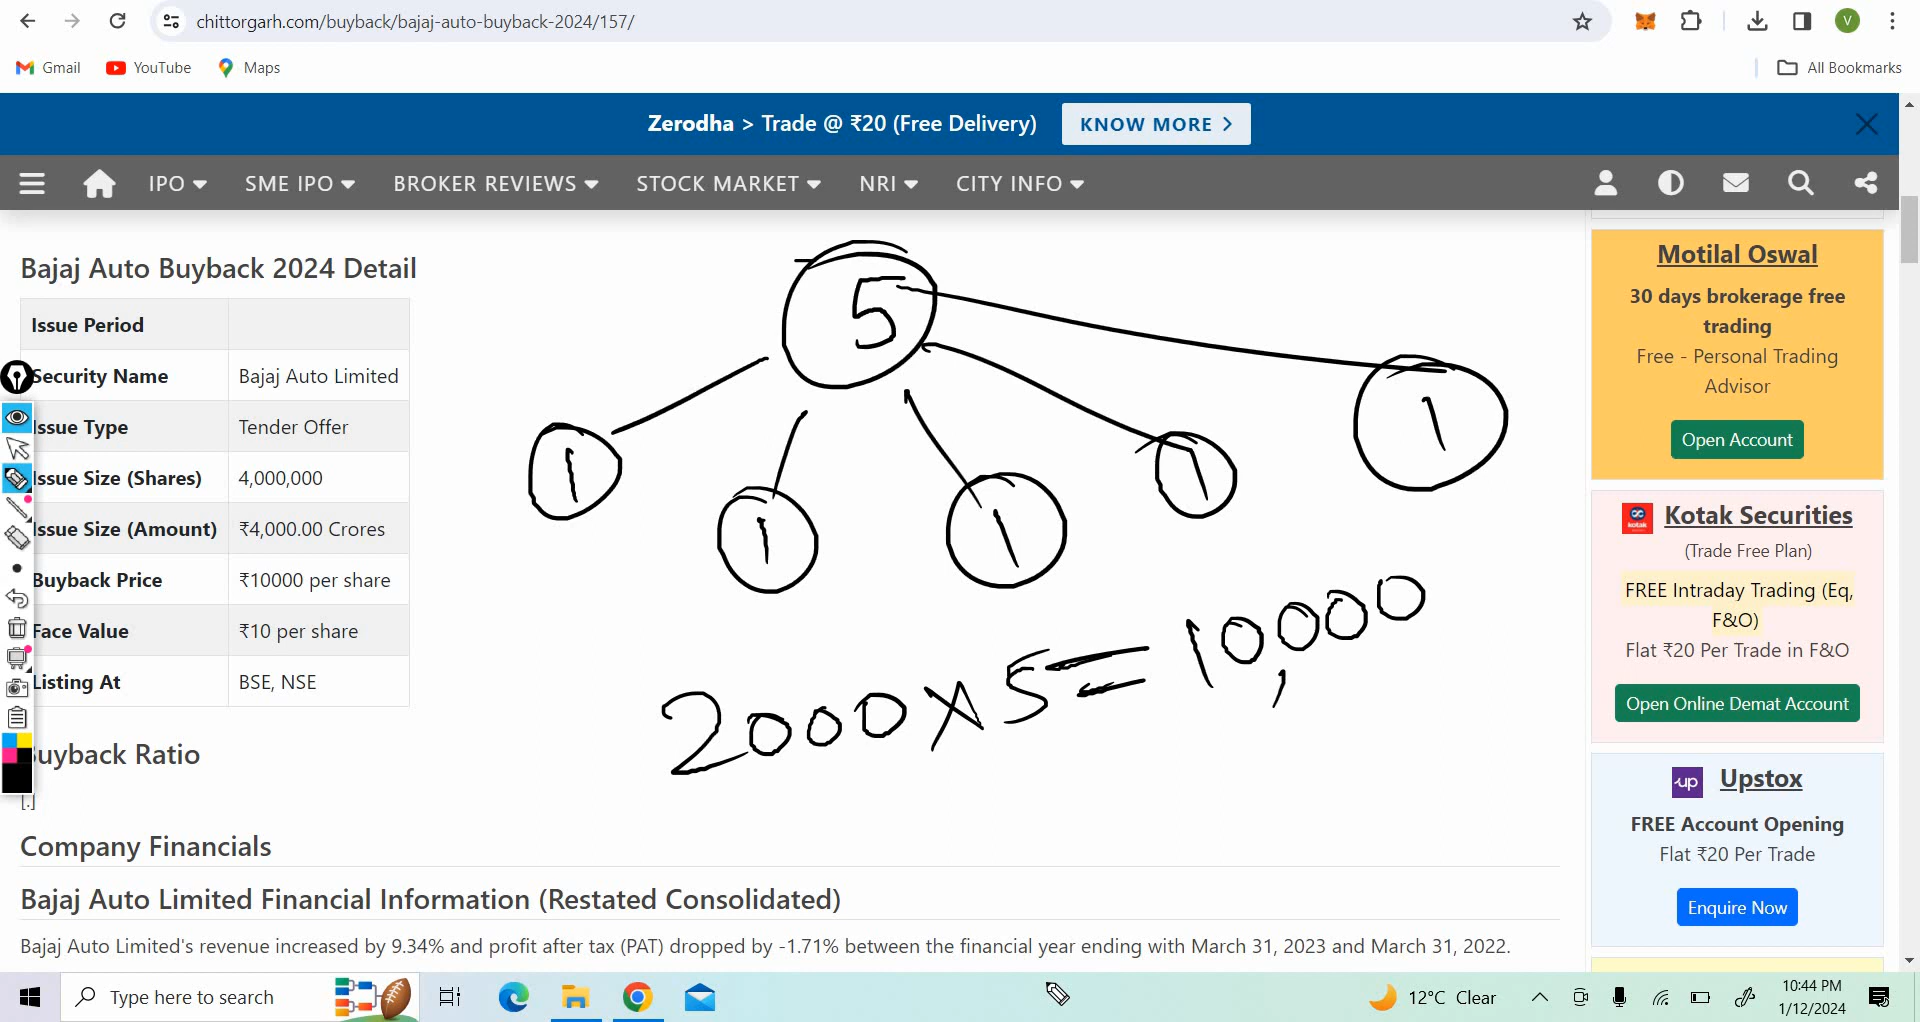 chittorgarh.com/buyback/bajaj-auto-buyback-2024/157/
V
Gmail
YouTube
Maps
All Bookmarks
Zerodha > Trade @ ₹20 (Free Delivery)
KNOW MORE >
IPO
SME IPO
BROKER REVIEWS
STOCK MARKET
NRI
CITY INFO
Bajaj Auto Buyback 2024 Detail
Issue Period
Security Name Bajaj Auto Limited
Issue Type Tender Offer
Issue Size (Shares) 4,000,000
Issue Size (Amount) ₹4,000.00 Crores
Buyback Price ₹10000 per share
Face Value ₹10 per share
Listing At BSE, NSE
uyback Ratio
[.]
5
1
1
1
1
1
2000 X 5 = 10,000
Company Financials
Bajaj Auto Limited Financial Information (Restated Consolidated)
Bajaj Auto Limited's revenue increased by 9.34% and profit after tax (PAT) dropped by -1.71% between the financial year ending with March 31, 2023 and March 31, 2022.
Motilal Oswal
30 days brokerage free
trading
Free - Personal Trading
Advisor
Open Account
kotak
Kotak Securities
(Trade Free Plan)
FREE Intraday Trading (Eq,
F&O)
Flat ₹20 Per Trade in F&O
Open Online Demat Account
up
Upstox
FREE Account Opening
Flat ₹20 Per Trade
Enquire Now
Type here to search
12°C Clear
10:44 PM
1/12/2024